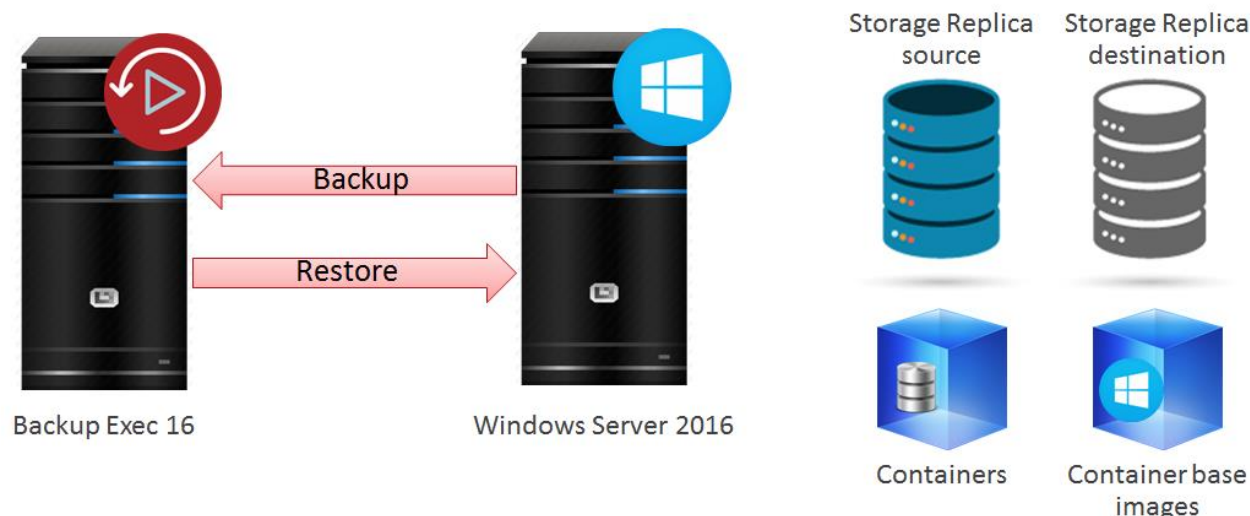 Storage Replica
source
Storage Replica
destination
Backup
Restore
Backup Exec 16
Windows Server 2016
Containers
Container base
images